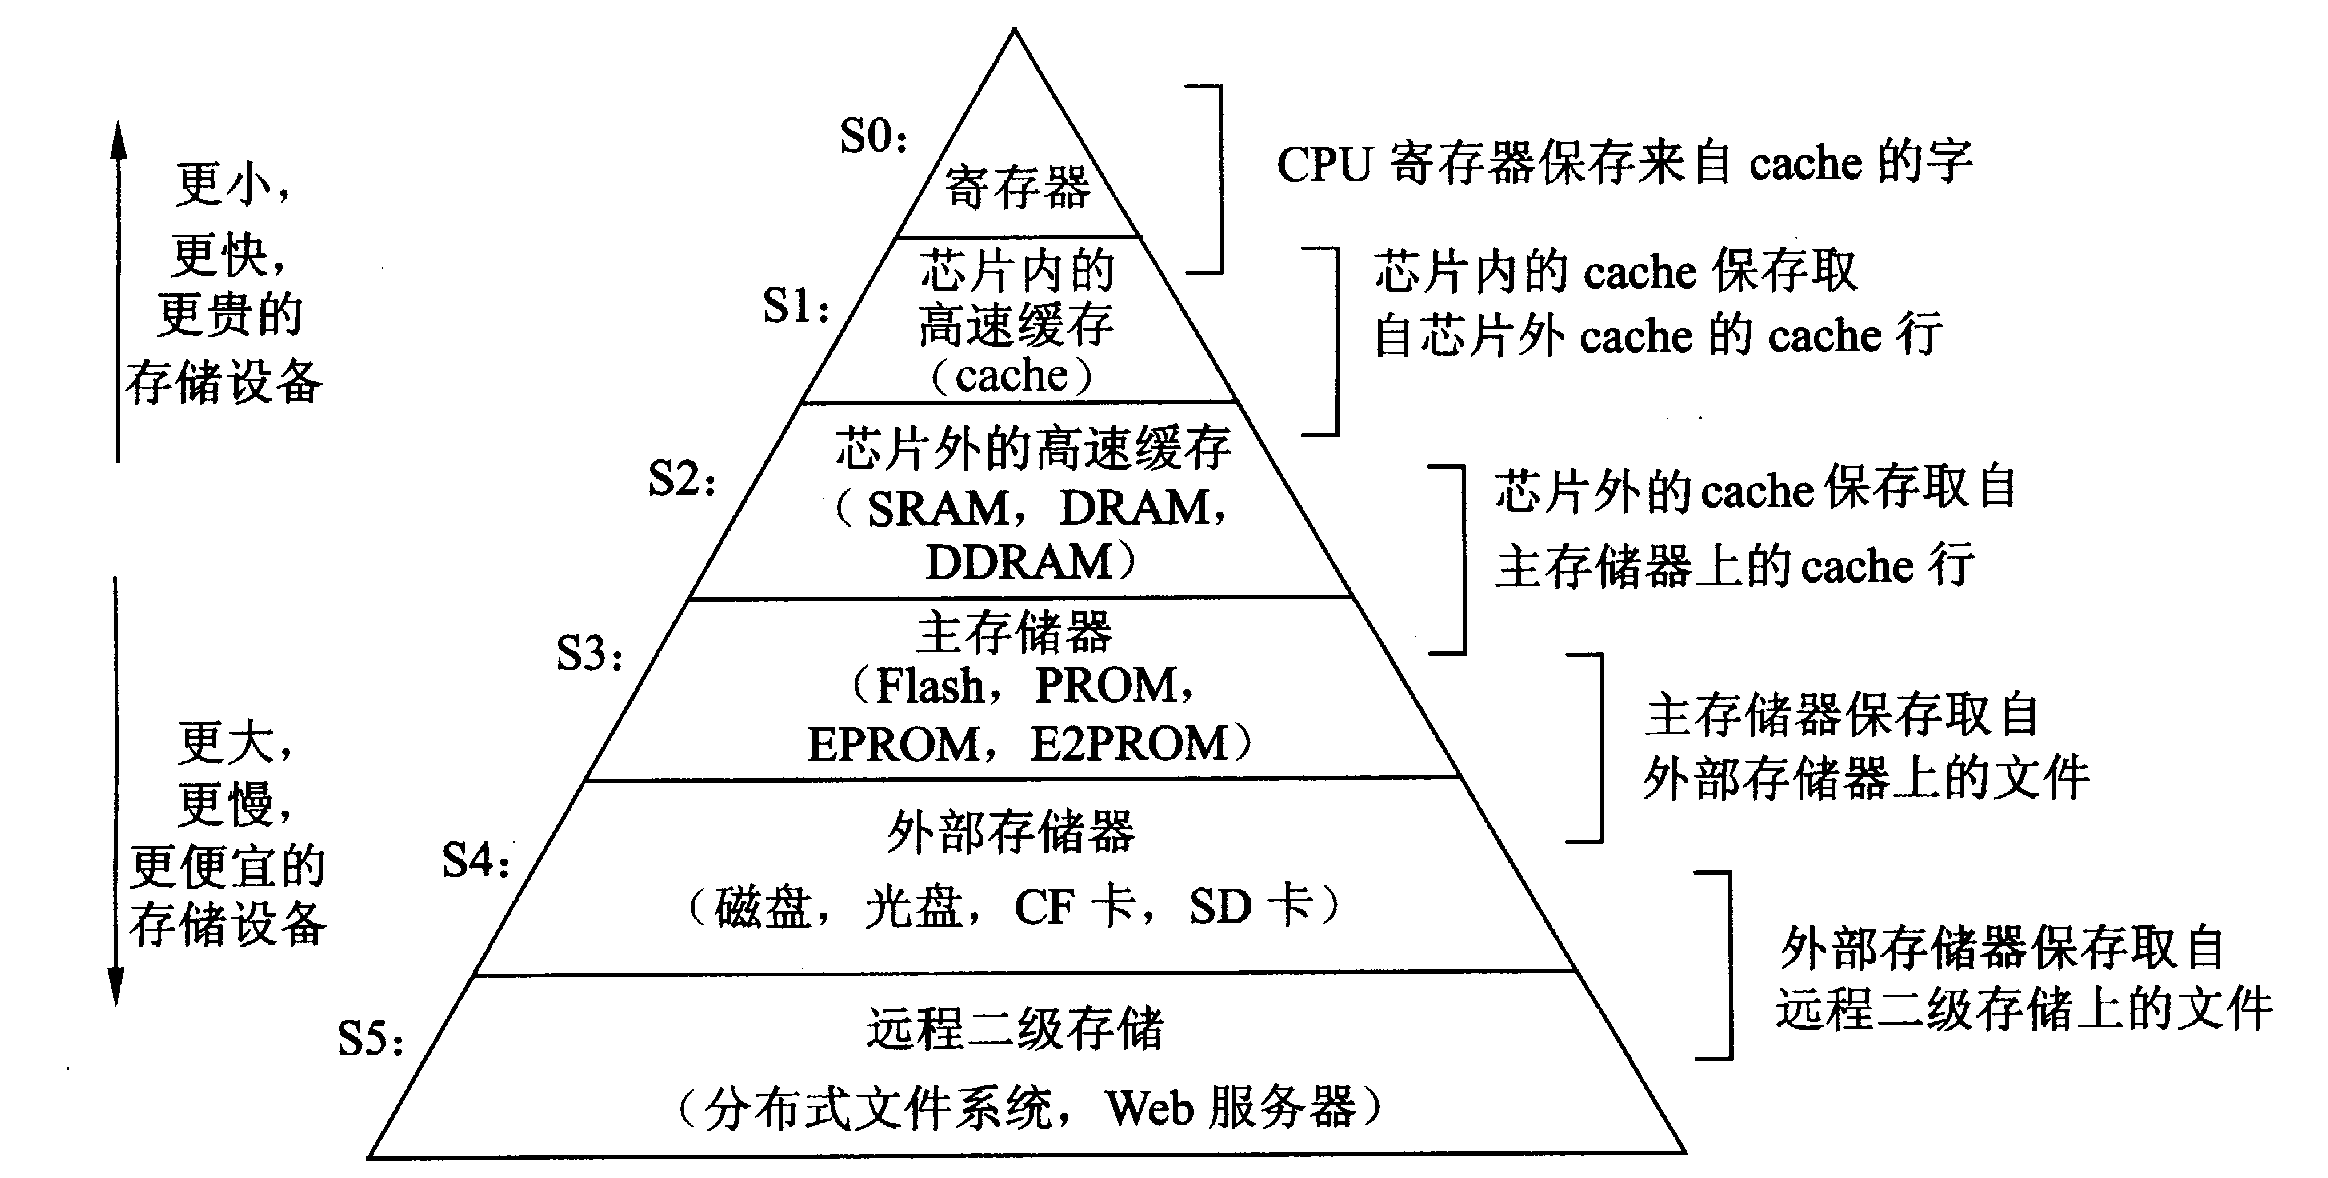 S0：
寄存器
CPU 寄存器保存来自 cache 的字
更小，
更快，
更贵的
存储设备
S1：
芯片内的
高速缓存
（cache）
芯片内的 cache 保存取
自芯片外 cache 的 cache 行
S2：
芯片外的高速缓存
（SRAM，DRAM，
DDRAM）
芯片外的 cache 保存取自
主存储器上的 cache 行
S3：
主存储器
（Flash，PROM，
EPROM，E2PROM）
主存储器保存取自
外部存储器上的文件
更大，
更慢，
更便宜的
存储设备
S4：
外部存储器
（磁盘，光盘，CF 卡，SD 卡）
外部存储器保存取自
远程二级存储上的文件
S5：
远程二级存储
（分布式文件系统，Web 服务器）